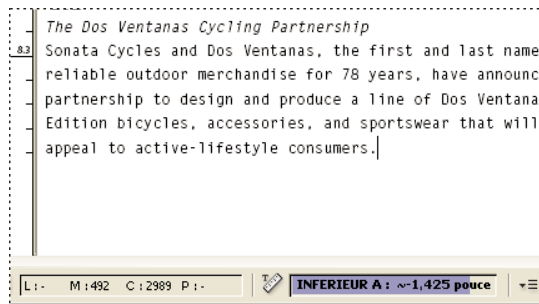 The Dos Ventanas Cycling Partnership
8.3
Sonata Cycles and Dos Ventanas, the first and last name
reliable outdoor merchandise for 78 years, have announc
partnership to design and produce a line of Dos Ventana
Edition bicycles, accessories, and sportswear that will
appeal to active-lifestyle consumers.
L:- M:492 C:2989 P:- INFERIEUR A: ~-1,425 pouce